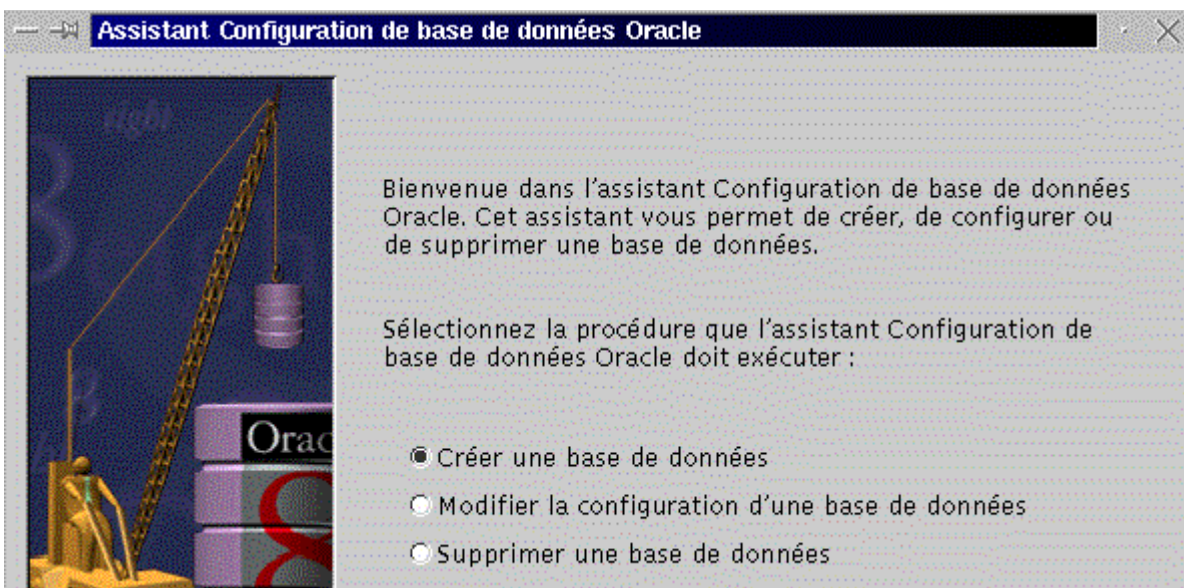 Assistant Configuration de base de données Oracle
Bienvenue dans l'assistant Configuration de base de données
Oracle. Cet assistant vous permet de créer, de configurer ou
de supprimer une base de données.
Sélectionnez la procédure que l'assistant Configuration de
base de données Oracle doit exécuter :
Orac
8
Créer une base de données
Modifier la configuration d'une base de données
Supprimer une base de données